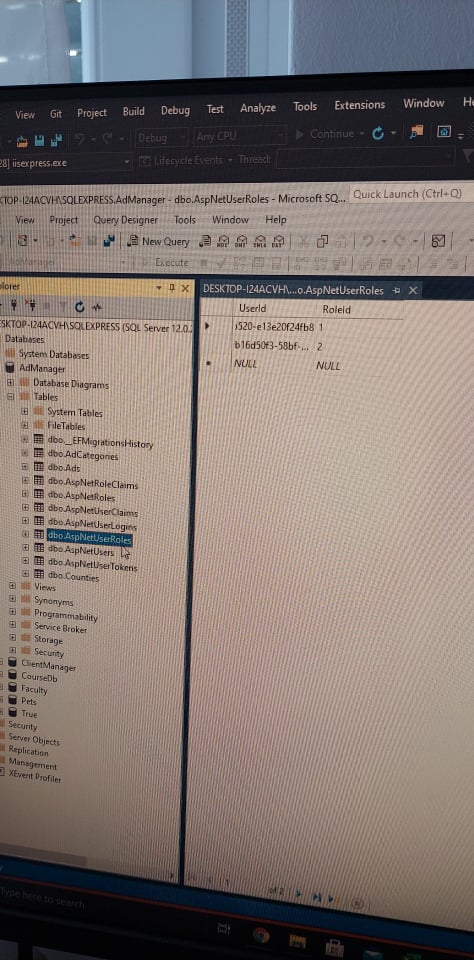 View Git Project Build Debug Test Analyze Tools Extensions Window
Debug Any CPU Continue
28] iisexpress.exe Lifecycle Events Thread:
KTOP-I24ACVH\SQLEXPRESS.AdManager - dbo.AspNetUserRoles - Microsoft SQ... Quick Launch (Ctrl+Q)
View Project Query Designer Tools Window Help
New Query
AdManager Execute
plorer
DESKTOP-I24ACVH\...o.AspNetUserRoles
SKTOP-I24ACVH\SQLEXPRESS (SQL Server 12.0.
Databases
System Databases
AdManager
Database Diagrams
Tables
System Tables
FileTables
dbo.__EFMigrationsHistory
dbo.AdCategories
dbo.Ads
dbo.AspNetRoleClaims
dbo.AspNetRoles
dbo.AspNetUserClaims
dbo.AspNetUserLogins
dbo.AspNetUserRoles
dbo.AspNetUsers
dbo.AspNetUserTokens
dbo.Counties
Views
Synonyms
Programmability
Service Broker
Storage
Security
ClientManager
CourseDb
Faculty
Pets
True
Security
Server Objects
Replication
Management
XEvent Profiler
UserId RoleId
520-e13e20f24fb8 1
b16d50f3-58bf-... 2
NULL NULL
1 of 2
Type here to search